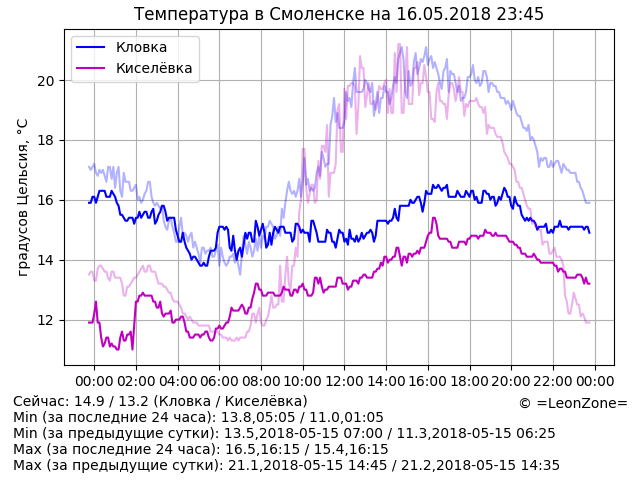 Температура в Смоленске на 16.05.2018 23:45
Кловка
Киселёвка
градусов Цельсия, °C
20
18
16
14
12
00:00 02:00 04:00 06:00 08:00 10:00 12:00 14:00 16:00 18:00 20:00 22:00 00:00
Сейчас: 14.9 / 13.2 (Кловка / Киселёвка)
© =LeonZone=
Min (за последние 24 часа): 13.8,05:05 / 11.0,01:05
Min (за предыдущие сутки): 13.5,2018-05-15 07:00 / 11.3,2018-05-15 06:25
Max (за последние 24 часа): 16.5,16:15 / 15.4,16:15
Max (за предыдущие сутки): 21.1,2018-05-15 14:45 / 21.2,2018-05-15 14:35